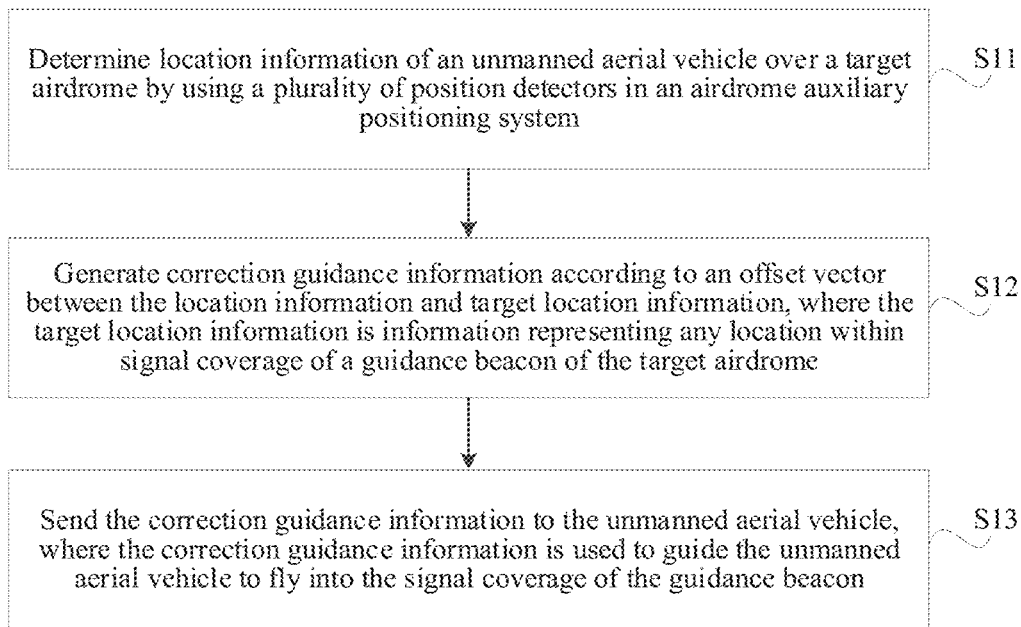 Determine location information of an unmanned aerial vehicle over a target
airdrome by using a plurality of position detectors in an airdrome auxiliary
positioning system
S11
Generate correction guidance information according to an offset vector
between the location information and target location information, where the
target location information is information representing any location within
signal coverage of a guidance beacon of the target airdrome
S12
Send the correction guidance information to the unmanned aerial vehicle,
where the correction guidance information is used to guide the unmanned
aerial vehicle to fly into the signal coverage of the guidance beacon
S13